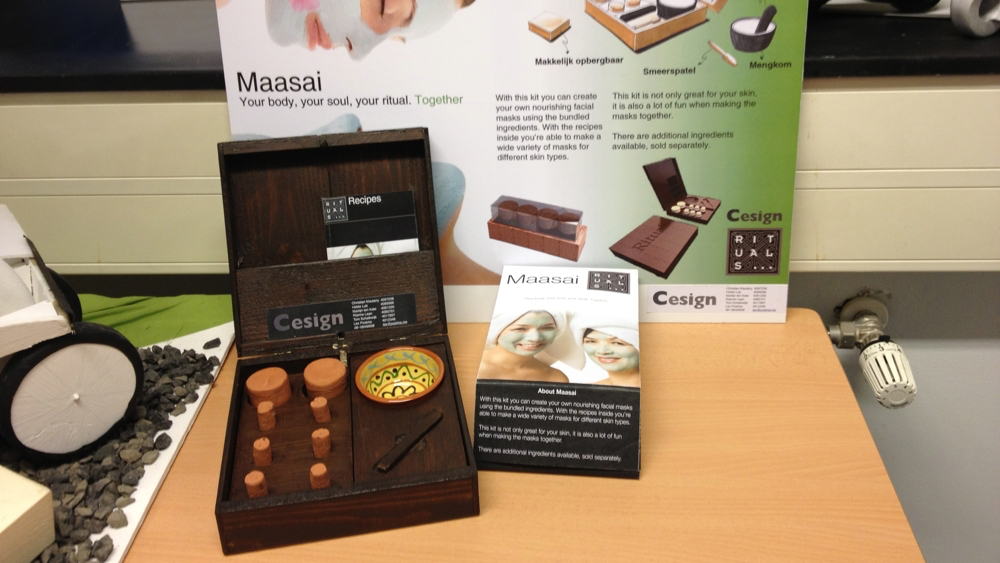 Makkelijk opbergbaar
Smeerspatel
Mengkom
Maasai
Your body, your soul, your ritual. Together
With this kit you can create
your own nourishing facial
masks using the bundled
ingredients. With the recipes
inside you're able to make a
wide variety of masks for
different skin types.
This kit is not only great for your skin,
it is also a lot of fun when making the
masks together.
There are additional ingredients
available, sold separately.
Rituals
Cesign
RIT
UAL
S...
Cesign
RIT
UAL
S...
Recipes
Cesign
Maasai
RIT
UAL
S...
About Maasai
With this kit you can create your own nourishing facial masks
using the bundled ingredients. With the recipes inside you're
able to make a wide variety of masks for different skin types.
This kit is not only great for your skin, it is also a lot of fun
when making the masks together.
There are additional ingredients available, sold separately.